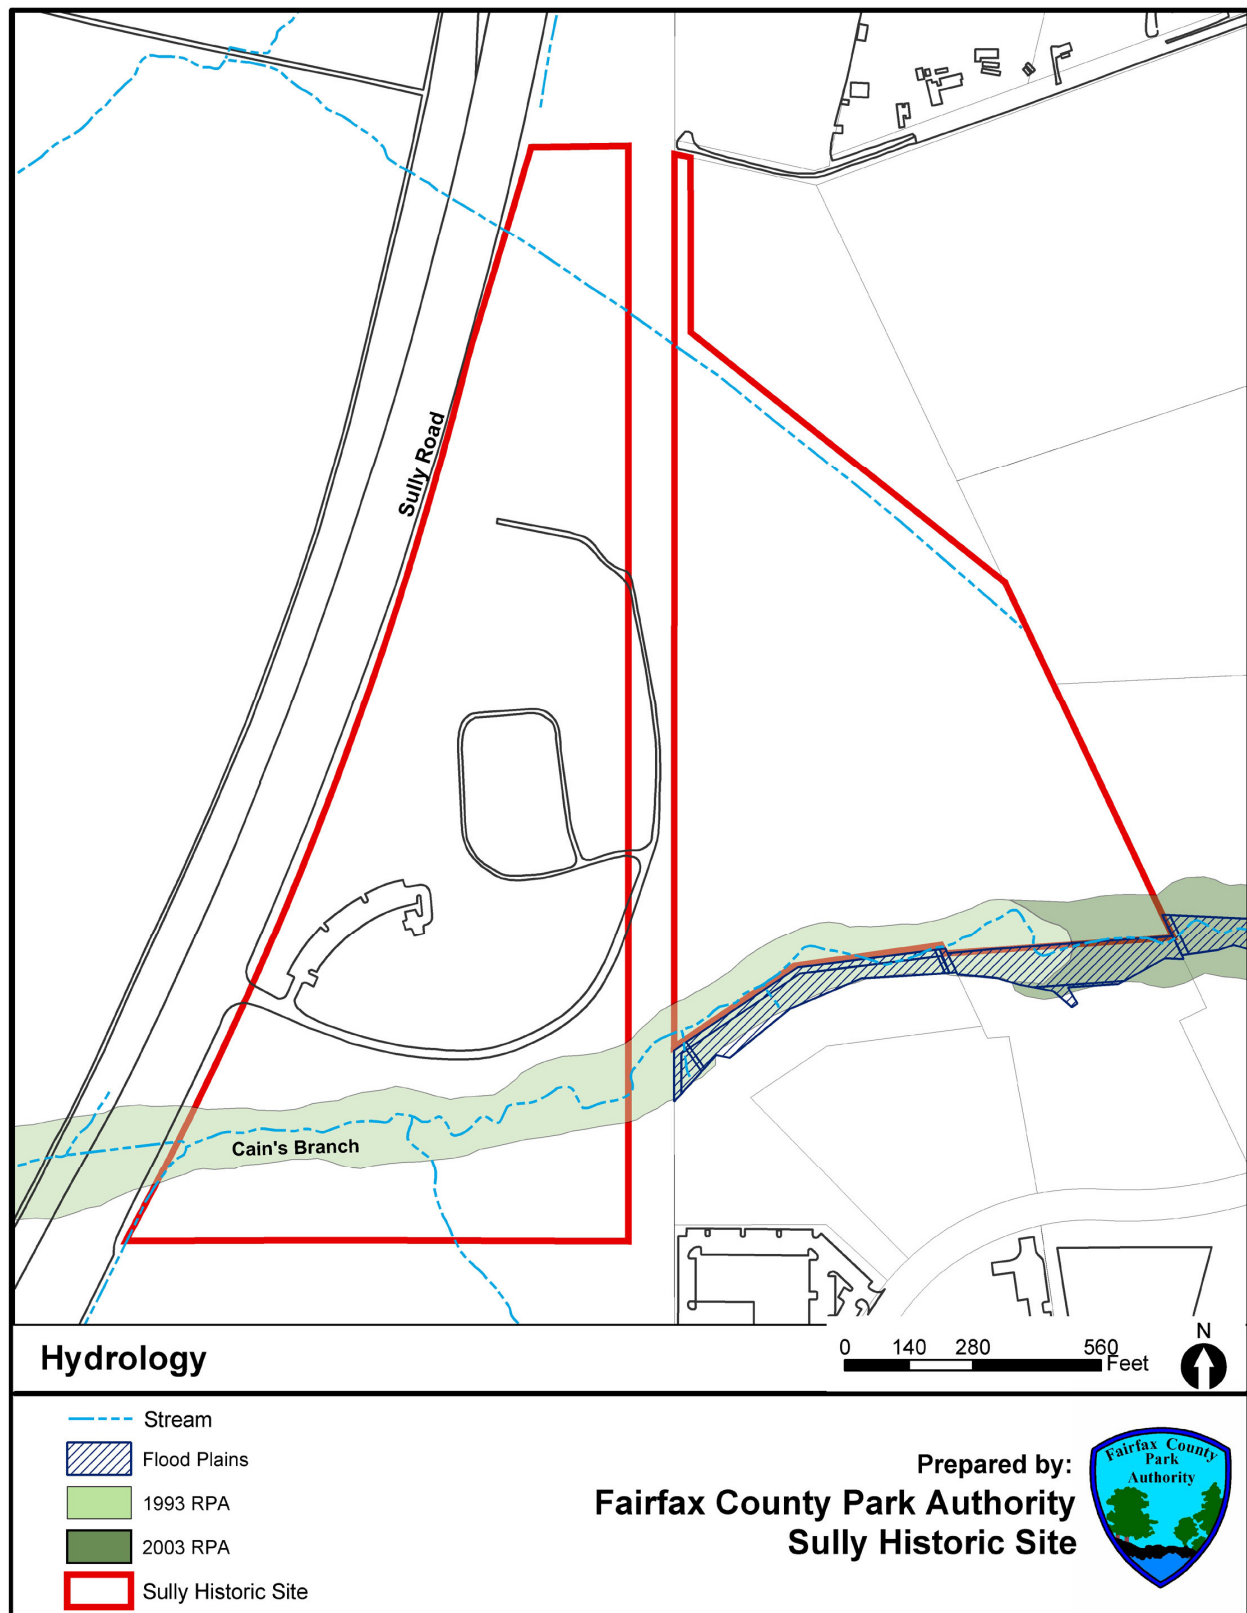 Sully Road
Cain's Branch
Hydrology
0 140 280 560
Feet
N
Stream
Flood Plains
1993 RPA
2003 RPA
Sully Historic Site
Prepared by:
Fairfax County Park Authority
Sully Historic Site
Fairfax County
Park
Authority